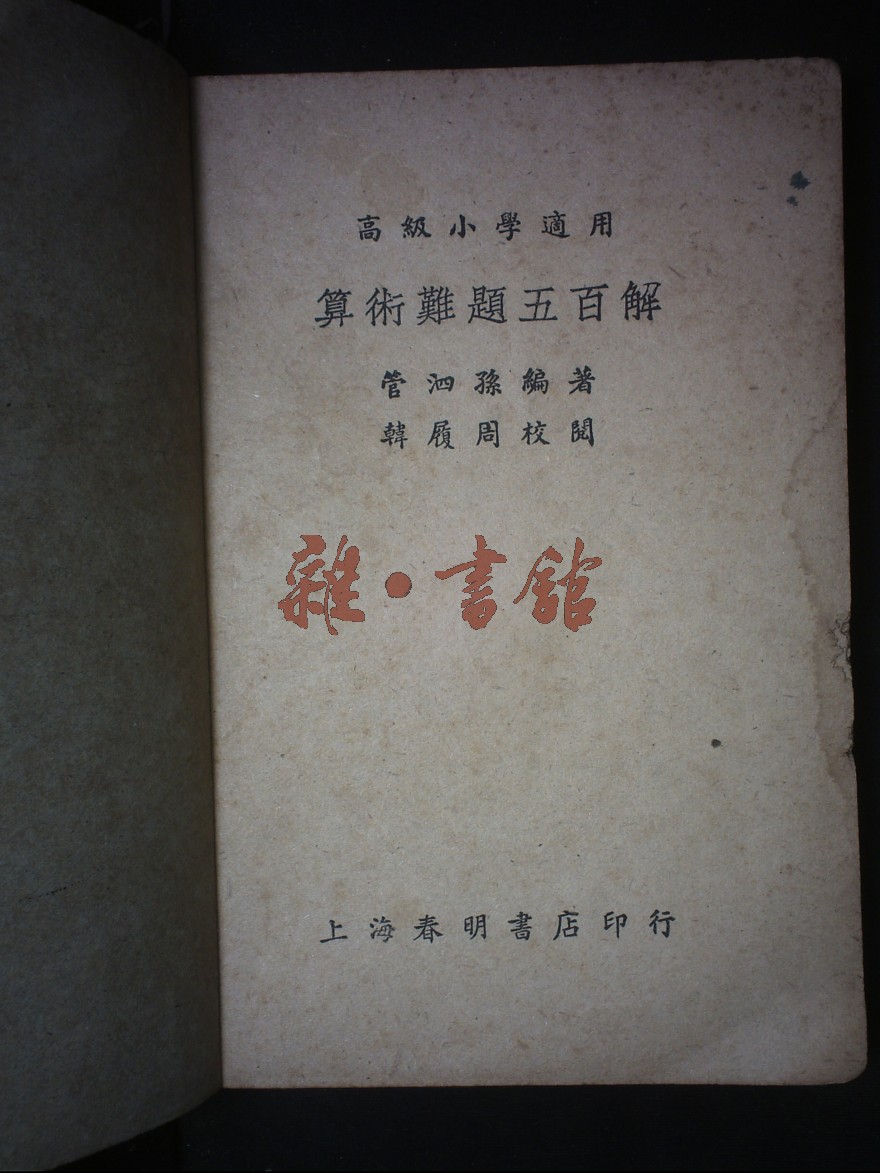 高級小學適用
算術難題五百解
管泗孫編著
韓履周校閱
雜·書館
上海春明書店印行